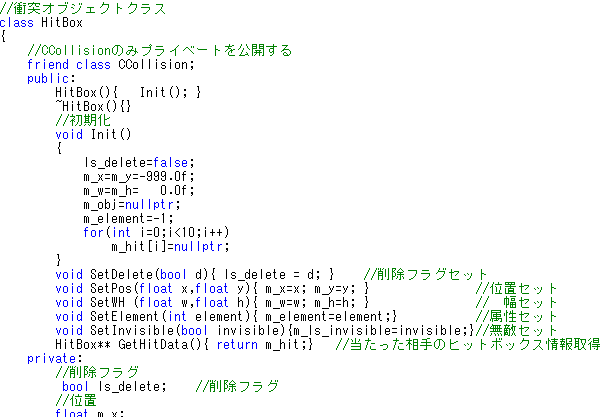 //衝突オブジェクトクラス
class HitBox
{
    //CCollisionのみプライベートを公開する
    friend class CCollision;
    public:
        HitBox(){   Init(); }
        ~HitBox(){}
        //初期化
        void Init()
        {
            Is_delete=false;
            m_x=m_y=-999.0f;
            m_w=m_h=   0.0f;
            m_obj=nullptr;
            m_element=-1;
            for(int i=0;i<10;i++)
                m_hit[i]=nullptr;
        }
        void SetDelete(bool d){ Is_delete = d; }    //削除フラグセット
        void SetPos(float x,float y){ m_x=x; m_y=y; }               //位置セット
        void SetWH (float w,float h){ m_w=w; m_h=h; }               //　幅セット
        void SetElement(int element){ m_element=element;}           //属性セット
        void SetInvisible(bool invisible){m_Is_invisible=invisible;}//無敵セット
        HitBox** GetHitData(){ return m_hit;}   //当たった相手のヒットボックス情報取得
    private:
        //削除フラグ
         bool Is_delete;    //削除フラグ
        //位置
        float m_x;